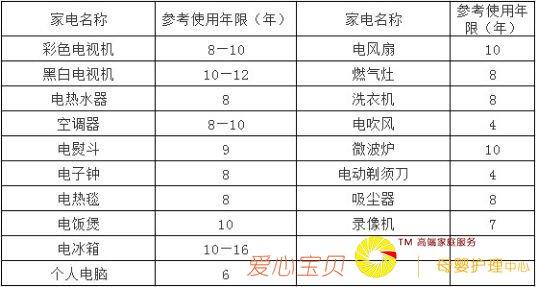 家电名称 参考使用年限（年） 家电名称 参考使用年限（年）
彩色电视机 8—10 电风扇 10
黑白电视机 10—12 燃气灶 8
电热水器 8 洗衣机 8
空调器 8—10 电吹风 4
电熨斗 9 微波炉 10
电子钟 8 电动剃须刀 4
电热毯 8 吸尘器 8
电饭煲 10 录像机 7
电冰箱 10—16
个人电脑 6
爱心宝贝 TM 高端家庭服务
母婴护理中心